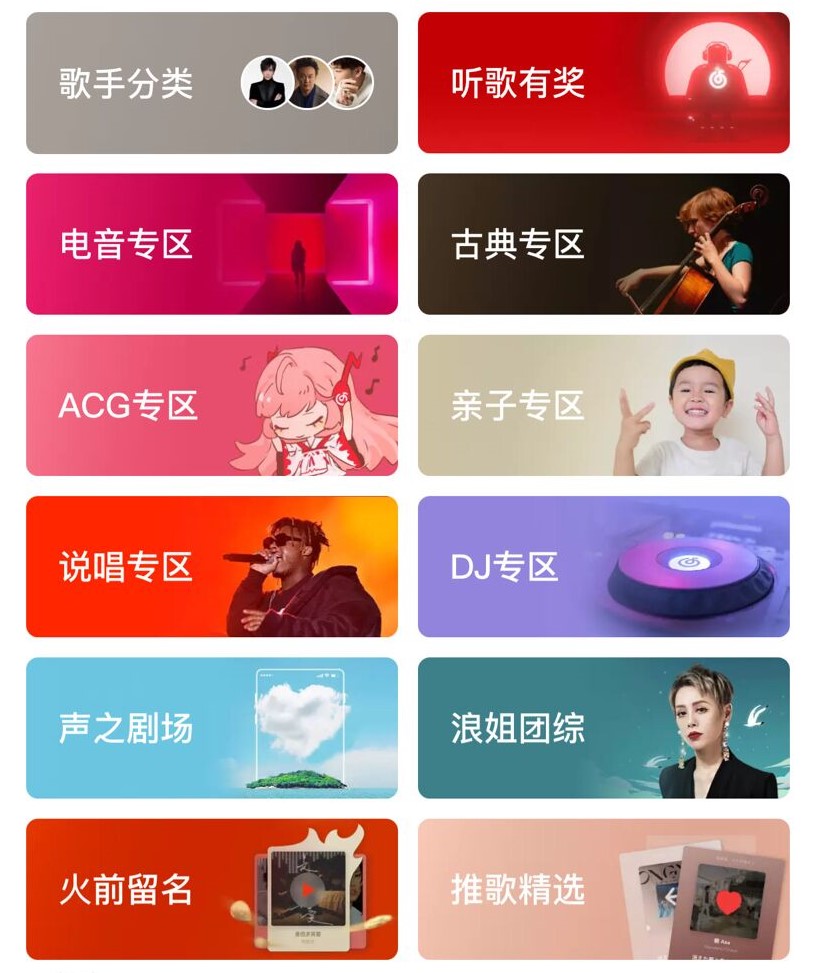 歌手分类
听歌有奖
电音专区
古典专区
ACG专区
亲子专区
说唱专区
DJ专区
声之剧场
浪姐团综
火前留名
推歌精选